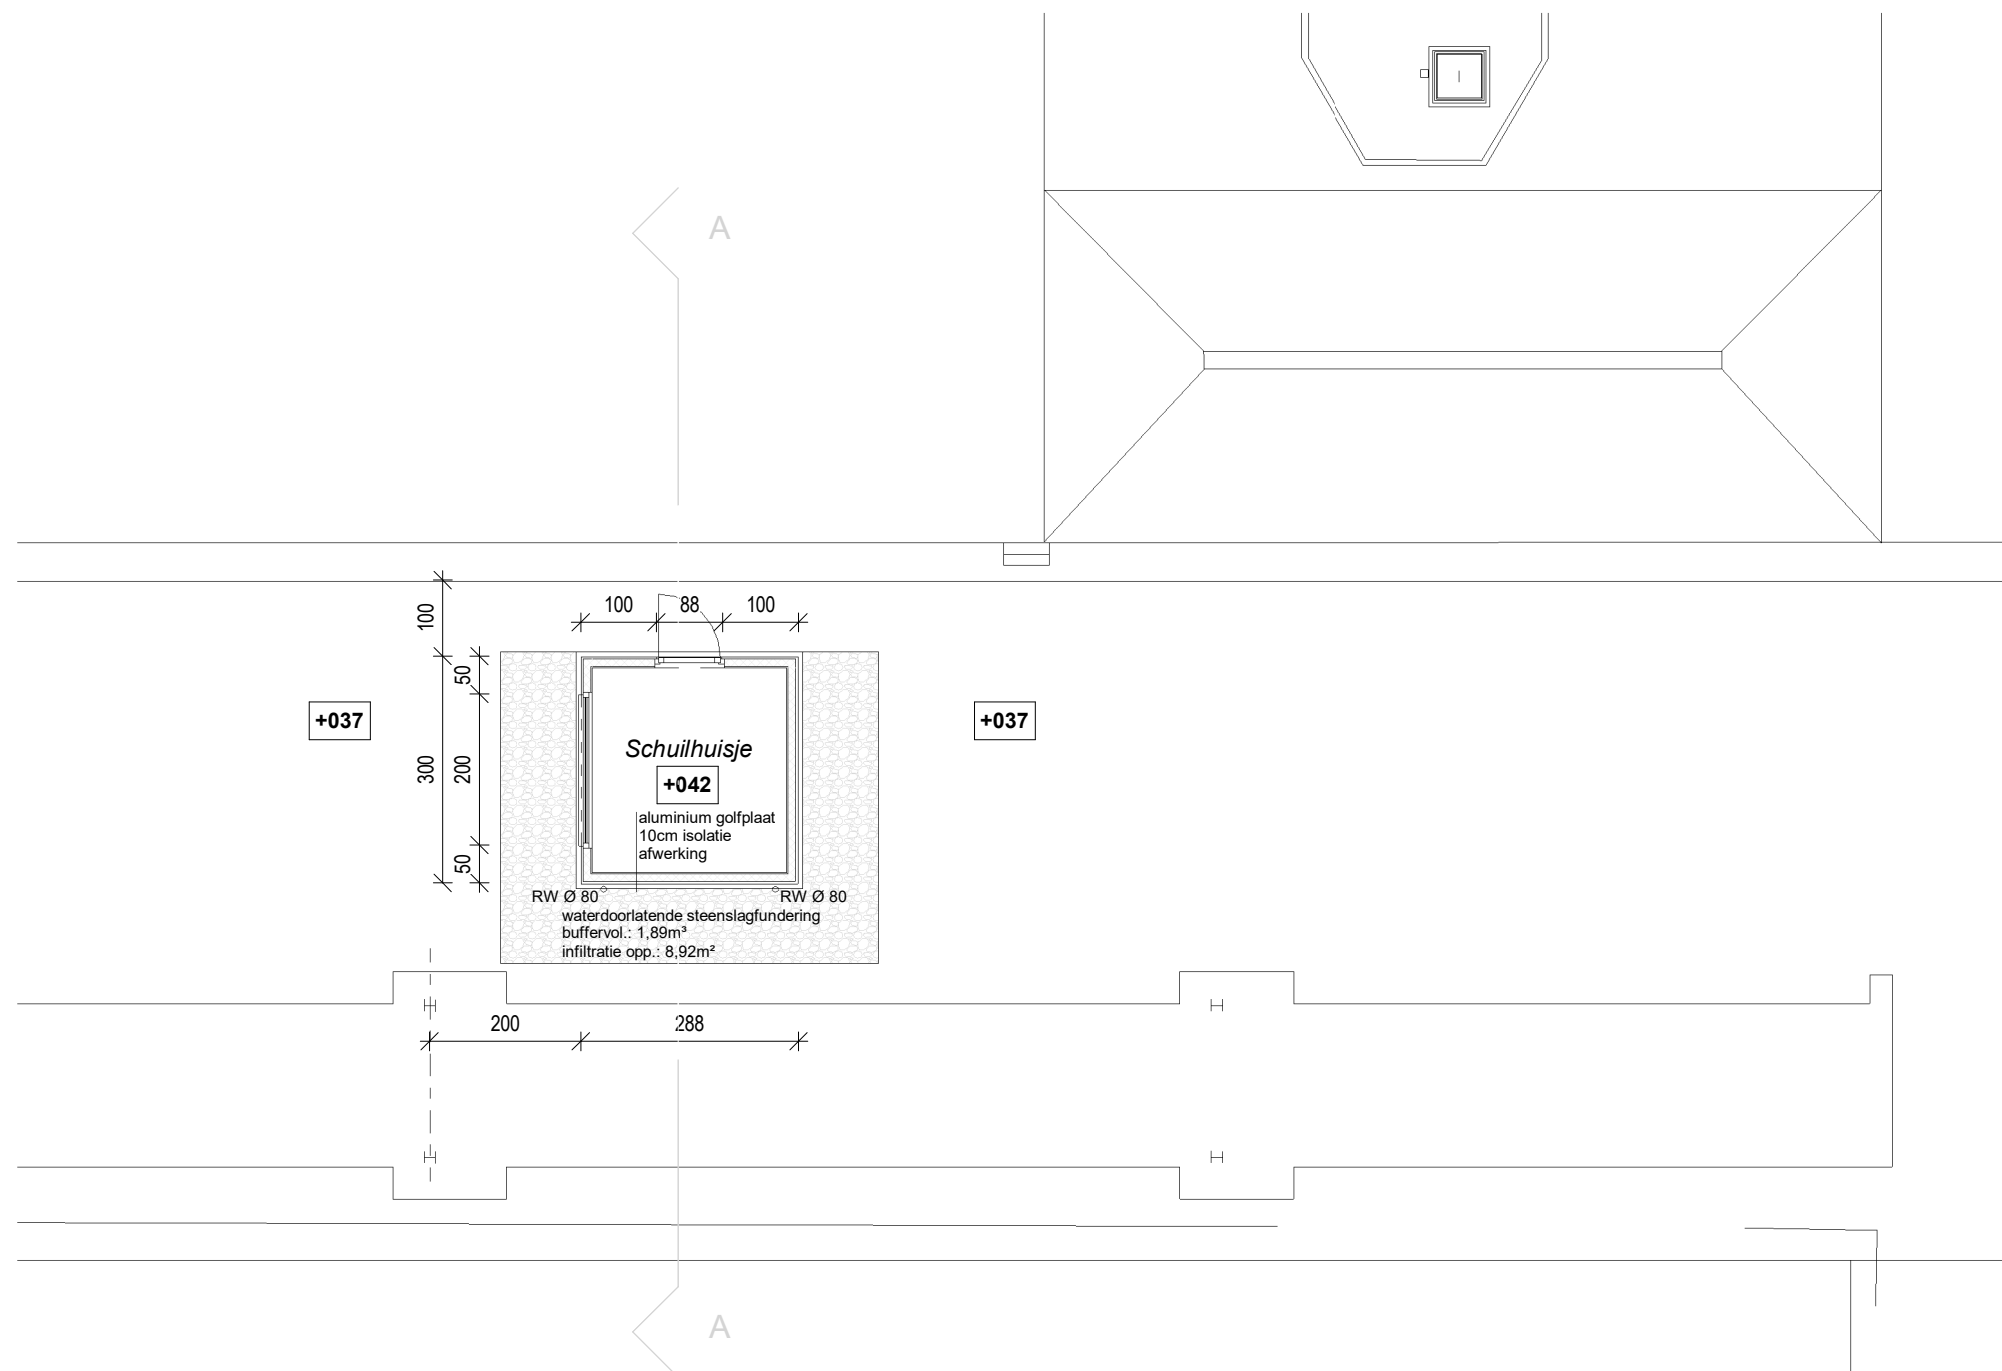 A
100
100
88
100
50
+037
+037
300
200
Schuilhuisje
+042
aluminium golfplaat
10cm isolatie
afwerking
50
RW Ø 80
RW Ø 80
waterdoorlatende steenslagfundering
buffervol.: 1,89m³
infiltratie opp.: 8,92m²
200
288
A